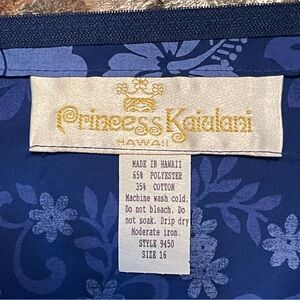 Princess Kaiulani
HAWAII
MADE IN HAWAII
65% POLYESTER
35% COTTON
Machine wash cold.
Do not bleach. Do
not soak. Drip dry
Moderate iron.
STYLE 9450
SIZE 16